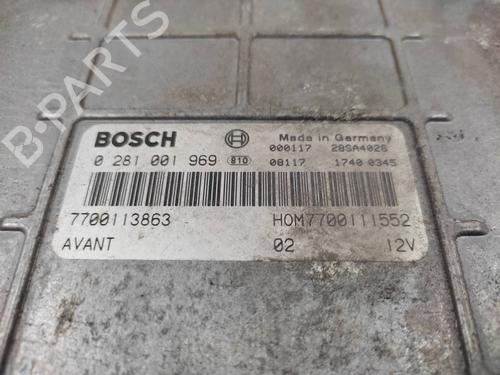 B-PARTS
BOSCH Made in Germany
000117 28SA4026
0 281 001 969 810 08117 1740 0345
7700113863 HOM7700111552
AVANT 02 12V